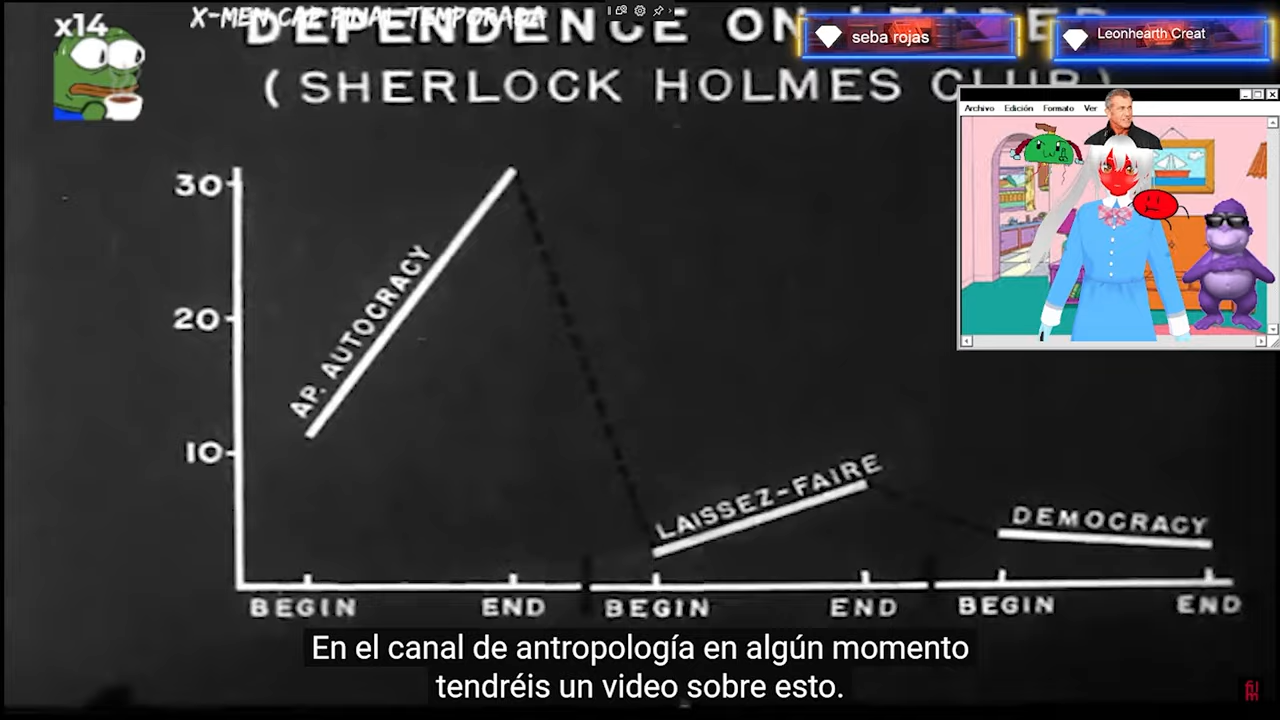 x14
X-MEN CAP FINAL TEMPORADA
DEPENDENCE ON LEADER
(SHERLOCK HOLMES CLUB)
seba rojas
Leonhearth Creat
Archivo Edición Formato Ver
30
20
10
AP. AUTOCRACY
LAISSEZ-FAIRE
DEMOCRACY
BEGIN END BEGIN END BEGIN END
En el canal de antropología en algún momento
tendréis un video sobre esto.